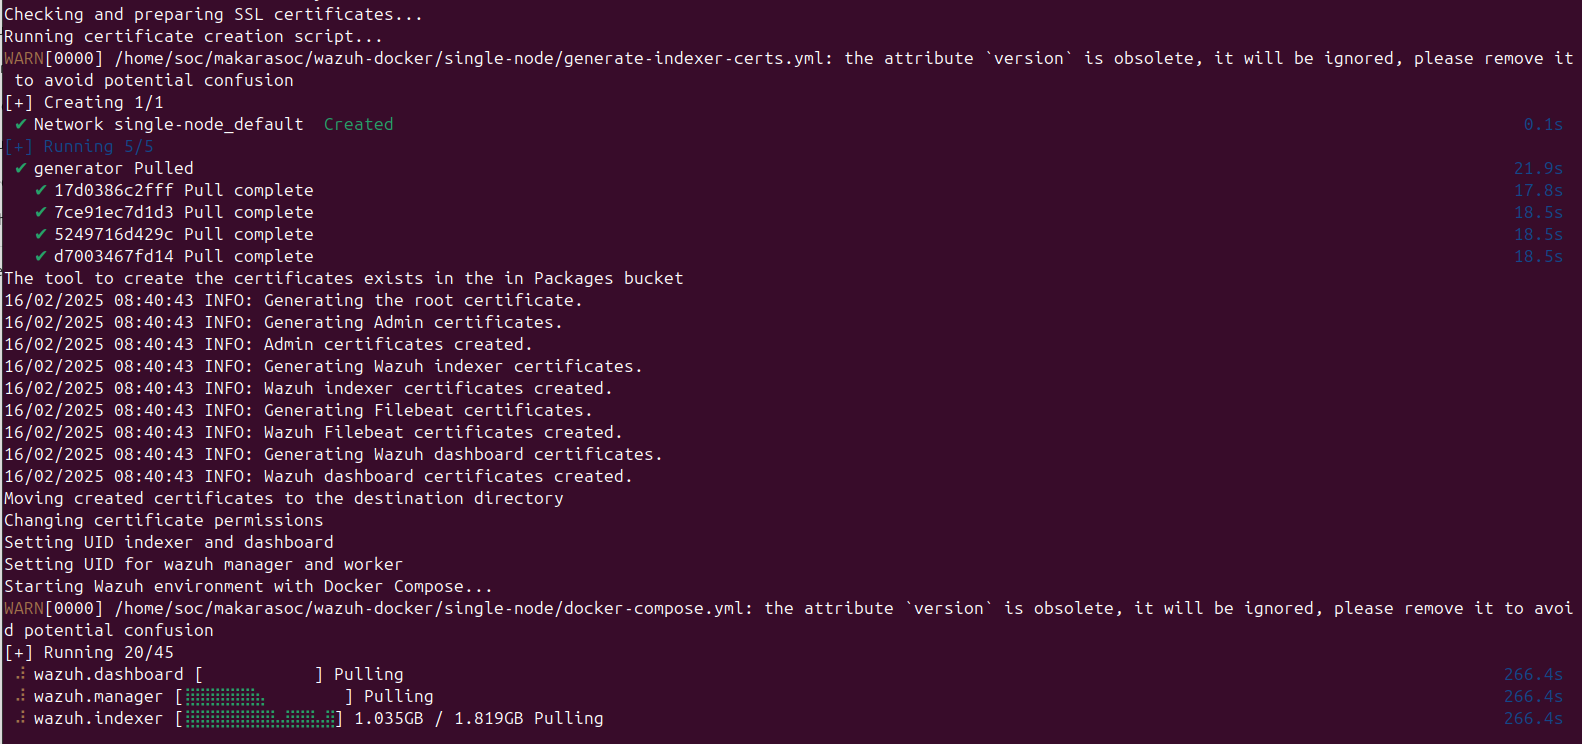 Checking and preparing SSL certificates...
Running certificate creation script...
WARN[0000] /home/soc/makarasoc/wazuh-docker/single-node/generate-indexer-certs.yml: the attribute `version` is obsolete, it will be ignored, please remove it
 to avoid potential confusion
[+] Creating 1/1
 ✔ Network single-node_default  Created 0.1s
[+] Running 5/5
 ✔ generator Pulled 21.9s
   ✔ 17d0386c2fff Pull complete 17.8s
   ✔ 7ce91ec7d1d3 Pull complete 18.5s
   ✔ 5249716d429c Pull complete 18.5s
   ✔ d7003467fd14 Pull complete 18.5s
The tool to create the certificates exists in the in Packages bucket
16/02/2025 08:40:43 INFO: Generating the root certificate.
16/02/2025 08:40:43 INFO: Generating Admin certificates.
16/02/2025 08:40:43 INFO: Admin certificates created.
16/02/2025 08:40:43 INFO: Generating Wazuh indexer certificates.
16/02/2025 08:40:43 INFO: Wazuh indexer certificates created.
16/02/2025 08:40:43 INFO: Generating Filebeat certificates.
16/02/2025 08:40:43 INFO: Wazuh Filebeat certificates created.
16/02/2025 08:40:43 INFO: Generating Wazuh dashboard certificates.
16/02/2025 08:40:43 INFO: Wazuh dashboard certificates created.
Moving created certificates to the destination directory
Changing certificate permissions
Setting UID indexer and dashboard
Setting UID for wazuh manager and worker
Starting Wazuh environment with Docker Compose...
WARN[0000] /home/soc/makarasoc/wazuh-docker/single-node/docker-compose.yml: the attribute `version` is obsolete, it will be ignored, please remove it to avoi
d potential confusion
[+] Running 20/45
 wazuh.dashboard [           ] Pulling 266.4s
 wazuh.manager [           ] Pulling 266.4s
 wazuh.indexer [           ] 1.035GB / 1.819GB Pulling 266.4s